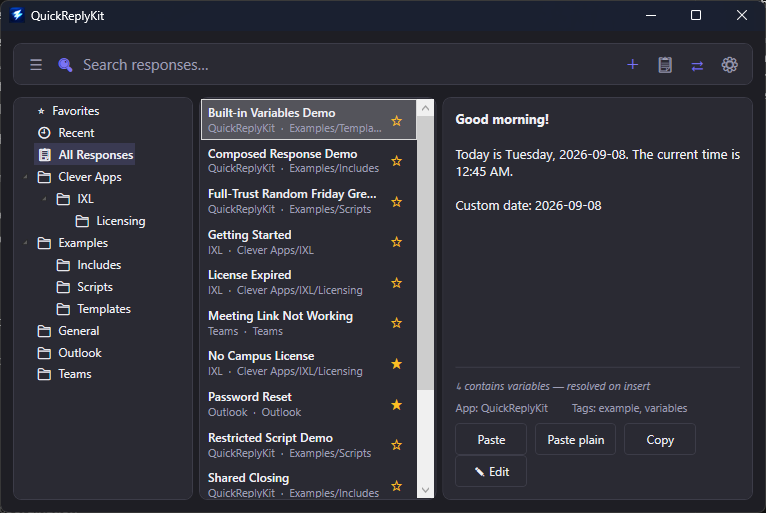 QuickReplyKit
Search responses...
Favorites
Recent
All Responses
Clever Apps
IXL
Licensing
Examples
Includes
Scripts
Templates
General
Outlook
Teams
Built-in Variables Demo
QuickReplyKit · Examples/Templa...
Composed Response Demo
QuickReplyKit · Examples/Includes
Full-Trust Random Friday Gre...
QuickReplyKit · Examples/Scripts
Getting Started
IXL · Clever Apps/IXL
License Expired
IXL · Clever Apps/IXL/Licensing
Meeting Link Not Working
Teams · Teams
No Campus License
IXL · Clever Apps/IXL/Licensing
Password Reset
Outlook · Outlook
Restricted Script Demo
QuickReplyKit · Examples/Scripts
Shared Closing
QuickReplyKit · Examples/Includes
Good morning!
Today is Tuesday, 2026-09-08. The current time is
12:45 AM.
Custom date: 2026-09-08
contains variables — resolved on insert
App: QuickReplyKit Tags: example, variables
Paste Paste plain Copy
Edit